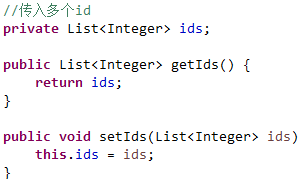 //传入多个id
private List<Integer> ids;
public List<Integer> getIds() {
return ids;
}
public void setIds(List<Integer> ids)
this.ids = ids;
}